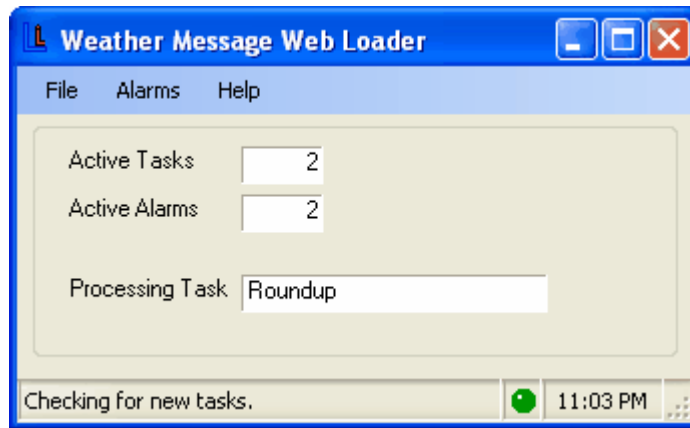 Weather Message Web Loader
File Alarms Help
Active Tasks 2
Active Alarms 2
Processing Task Roundup
Checking for new tasks. 11:03 PM